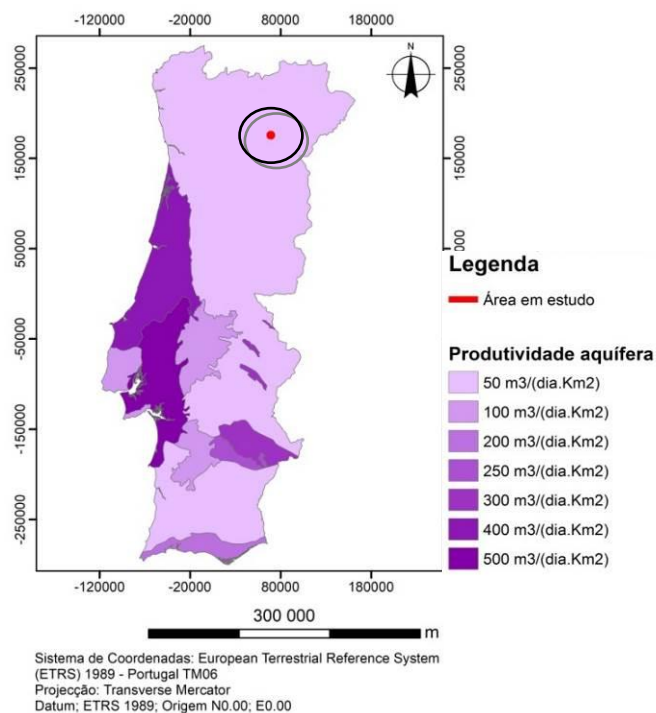 -120000 -20000 80000 180000
N
250000 250000
150000 150000
50000 50000
-50000
-150000
-250000
-120000 -20000 80000 180000
Legenda
Área em estudo
Produtividade aquífera
50 m3/(dia.Km2)
100 m3/(dia.Km2)
200 m3/(dia.Km2)
250 m3/(dia.Km2)
300 m3/(dia.Km2)
400 m3/(dia.Km2)
500 m3/(dia.Km2)
300 000
m
Sistema de Coordenadas: European Terrestrial Reference System
(ETRS) 1989 - Portugal TM06
Projecção: Transverse Mercator
Datum; ETRS 1989; Origem N0.00; E0.00